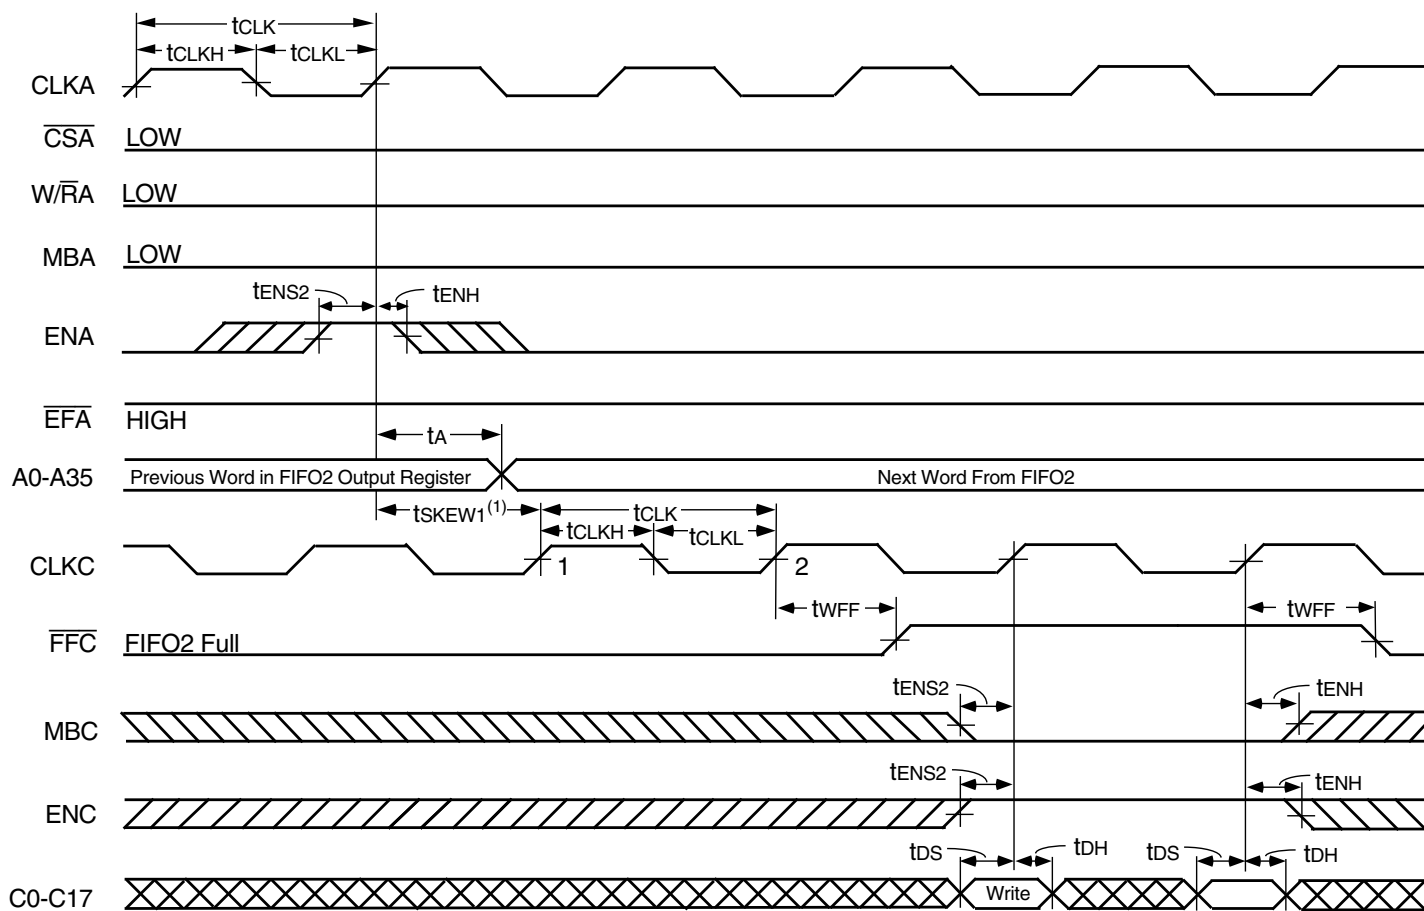 tCLK
tCLKH tCLKL
CLKA
CSA LOW
W/RA LOW
MBA LOW
tENS2 tENH
ENA
EFA HIGH
tA
A0-A35 Previous Word in FIFO2 Output Register Next Word From FIFO2
tSKEW1(1) tCLK
tCLKH tCLKL
CLKC 1 2
tWFF tWFF
FFC FIFO2 Full
tENS2 tENH
MBC
tENS2 tENH
ENC
tDS tDH tDS tDH
C0-C17 Write